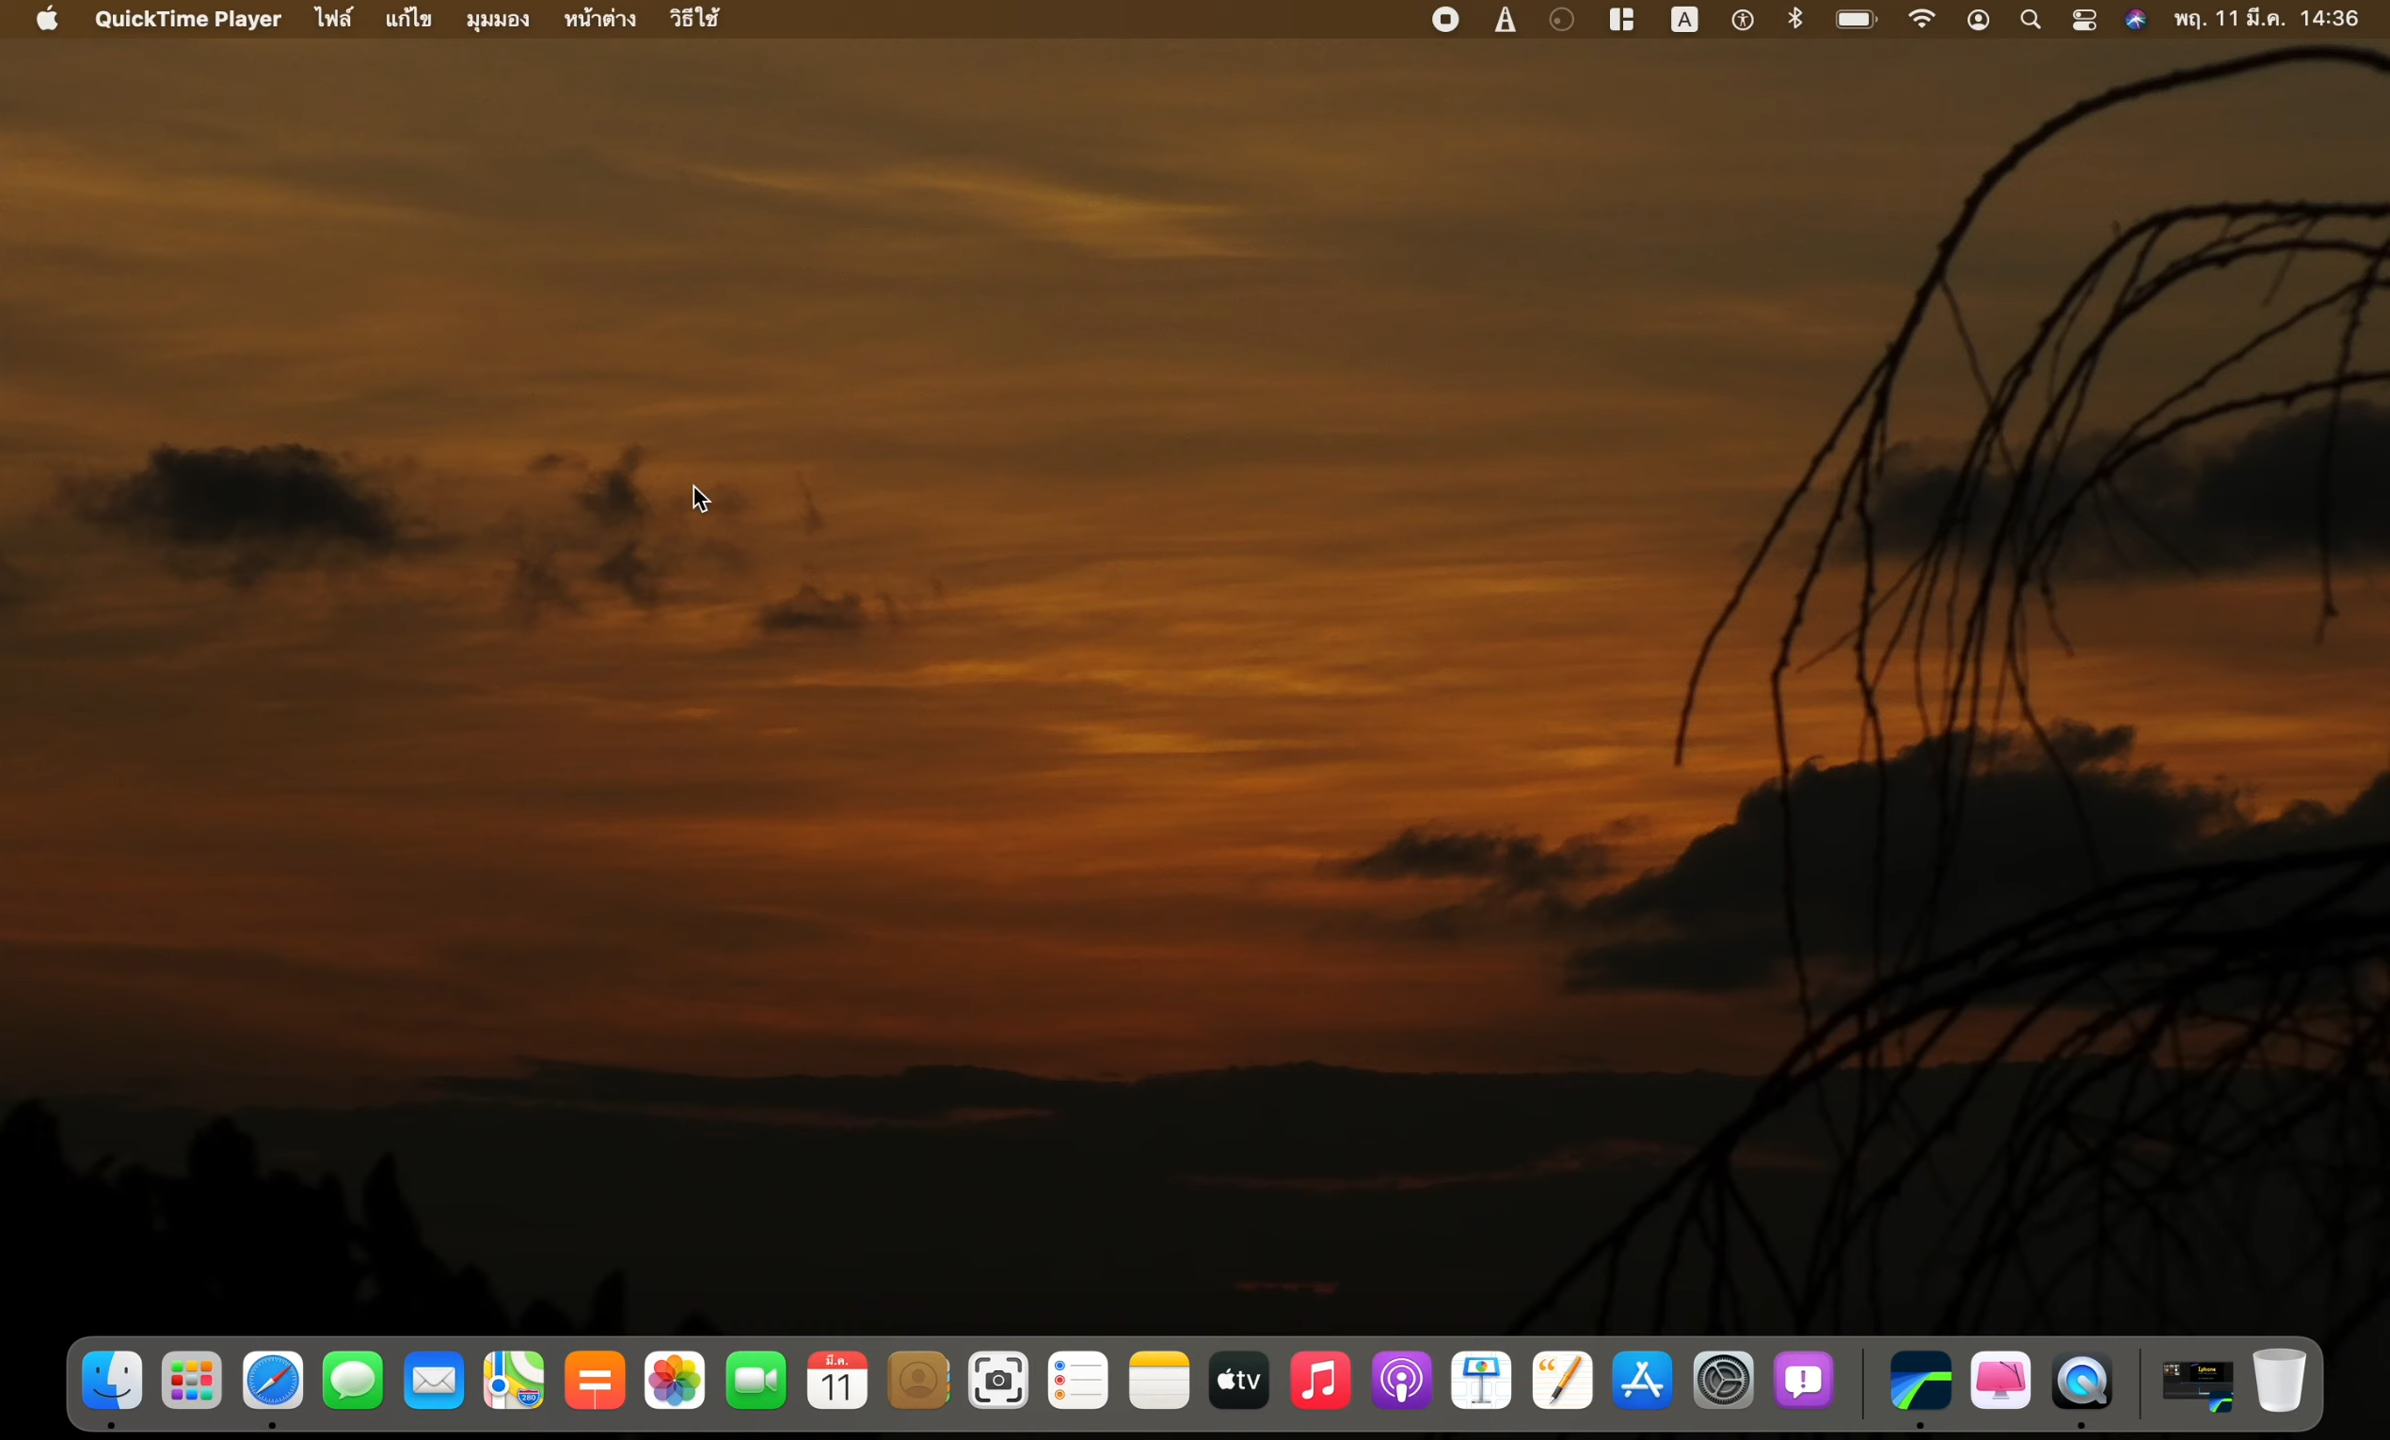 QuickTime Player ไฟล์ แก้ไข มุมมอง หน้าต่าง วิธีใช้ A พฤ. 11 มี.ค. 14:36
280 มี.ค. tv
11